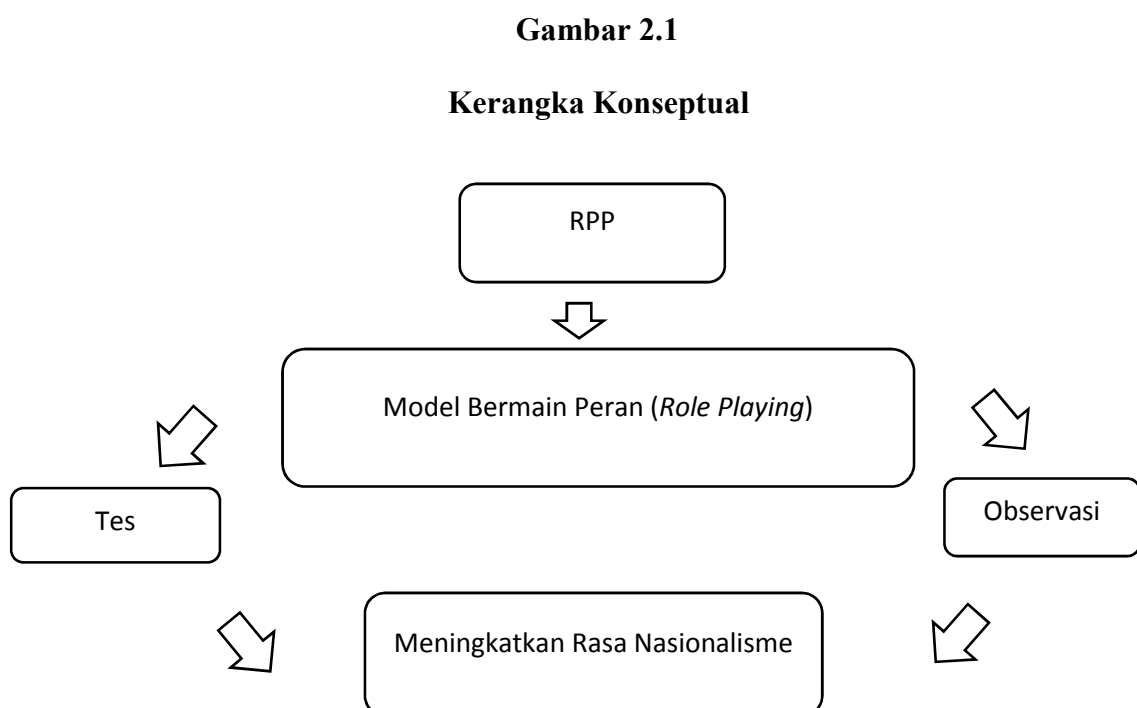 Gambar 2.1
Kerangka Konseptual
RPP
Model Bermain Peran (Role Playing)
Tes
Observasi
Meningkatkan Rasa Nasionalisme